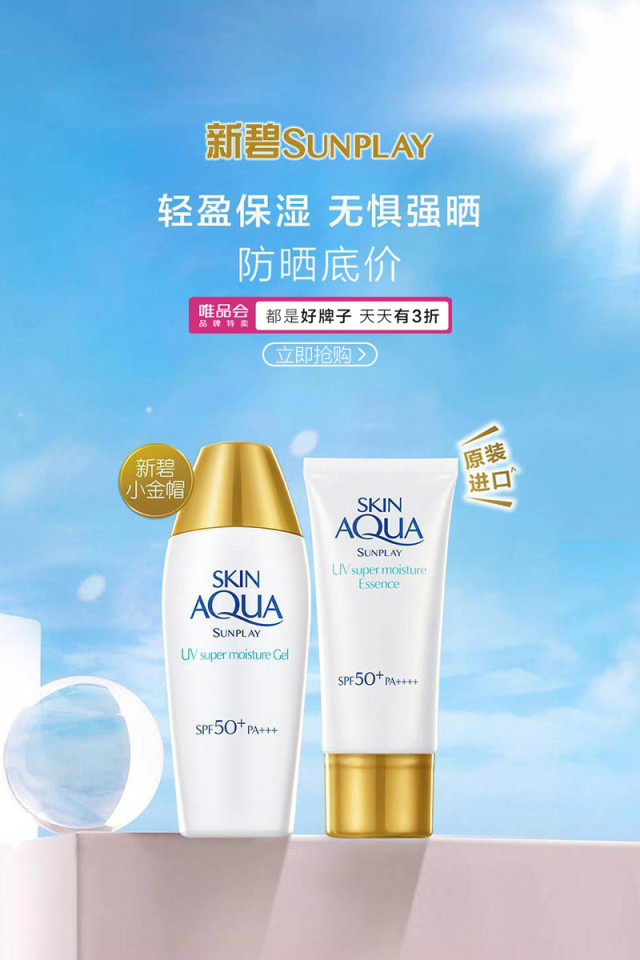 新碧SUNPLAY
轻盈保湿 无惧强晒
防晒底价
唯品会
品牌特卖
都是好牌子 天天有3折
立即抢购>
新碧
小金帽
原装
进口
SKIN
AQUA
SUNPLAY
UV super moisture Gel
SPF50+ PA+++
SKIN
AQUA
SUNPLAY
UV super moisture
Essence
SPF50+ PA++++